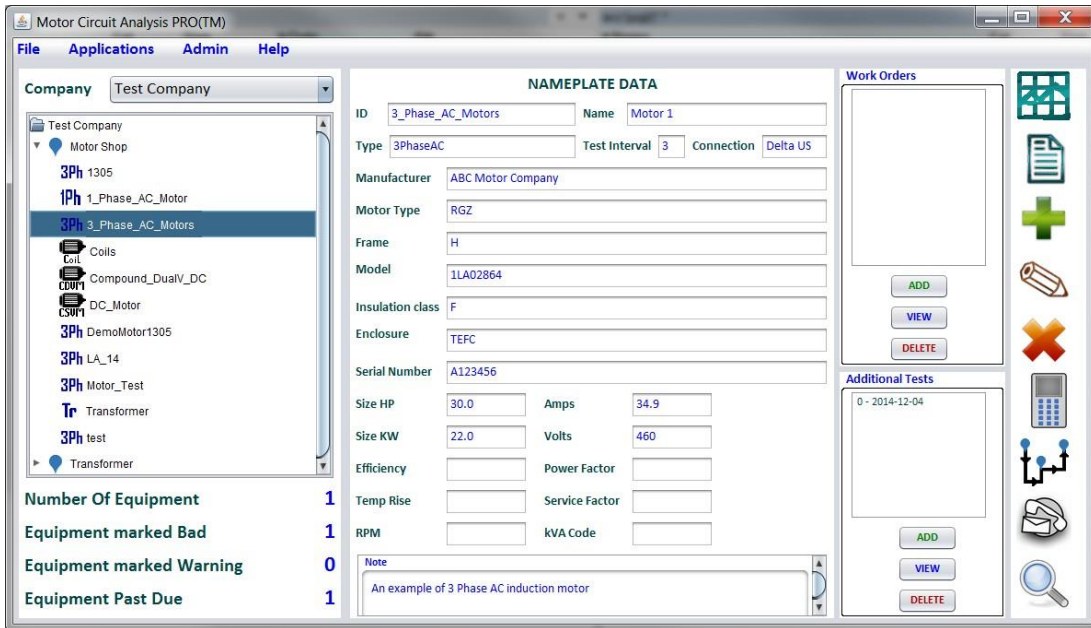 Motor Circuit Analysis PRO(TM)
File Applications Admin Help
Company Test Company
Test Company
Motor Shop
3Ph 1305
1Ph 1_Phase_AC_Motor
3Ph 3_Phase_AC_Motors
Coil Coils
CDVM Compound_DualV_DC
CSVM DC_Motor
3Ph DemoMotor1305
3Ph LA_14
3Ph Motor_Test
Tr Transformer
3Ph test
Transformer
Number Of Equipment 1
Equipment marked Bad 1
Equipment marked Warning 0
Equipment Past Due 1
NAMEPLATE DATA
ID 3_Phase_AC_Motors Name Motor 1
Type 3PhaseAC Test Interval 3 Connection Delta US
Manufacturer ABC Motor Company
Motor Type RGZ
Frame H
Model 1LA02864
Insulation class F
Enclosure TEFC
Serial Number A123456
Size HP 30.0 Amps 34.9
Size KW 22.0 Volts 460
Efficiency Power Factor
Temp Rise Service Factor
RPM kVA Code
Note
An example of 3 Phase AC induction motor
Work Orders
ADD
VIEW
DELETE
Additional Tests
0 - 2014-12-04
ADD
VIEW
DELETE